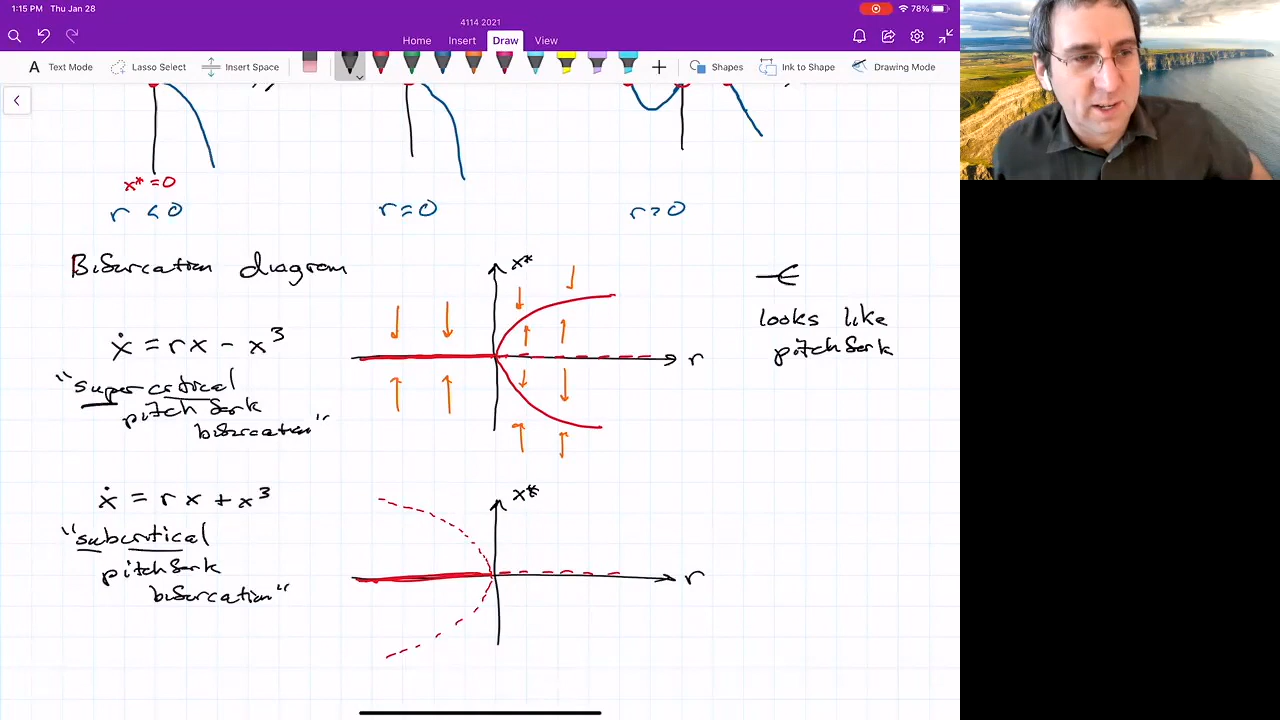 1:15 PM Thu Jan 28
78%
4114 2021
Home Insert Draw View
Text Mode Lasso Select Insert Space Shapes Ink to Shape Drawing Mode
x* = 0
r < 0
r = 0
r > 0
Bifurcation diagram
x*
r
looks like
pitchfork
ẋ = rx - x³
"supercritical
pitchfork
bifurcation"
ẋ = rx + x³
"subcritical
pitchfork
bifurcation"
x*
r